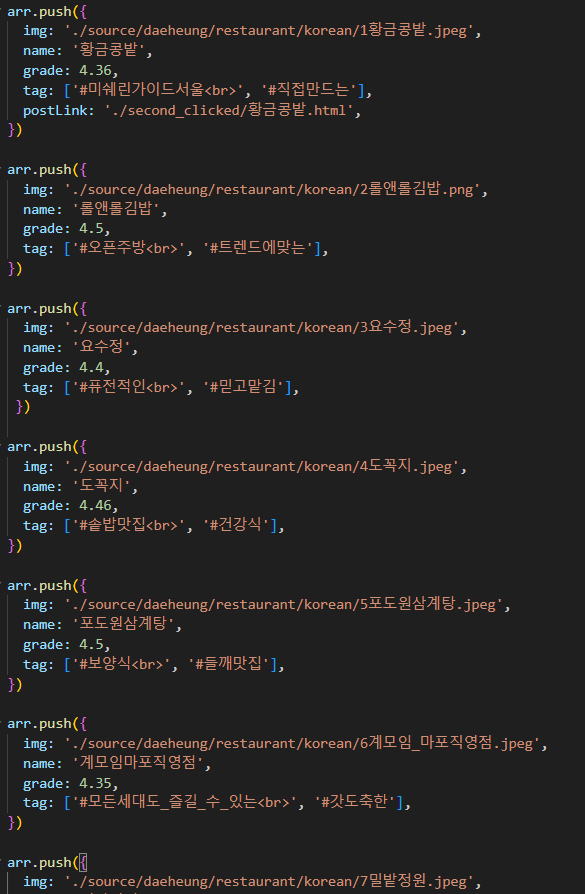 arr.push({
img: './source/daeheung/restaurant/korean/1황금콩밭.jpeg',
name: '황금콩밭',
grade: 4.36,
tag: ['#미쉐린가이드서울<br>', '#직접만드는'],
postLink: './second_clicked/황금콩밭.html',
})
arr.push({
img: './source/daeheung/restaurant/korean/2롤앤롤김밥.png',
name: '롤앤롤김밥',
grade: 4.5,
tag: ['#오픈주방<br>', '#트렌드에맞는'],
})
arr.push({
img: './source/daeheung/restaurant/korean/3요수정.jpeg',
name: '요수정',
grade: 4.4,
tag: ['#퓨전적인<br>', '#믿고맡김'],
})
arr.push({
img: './source/daeheung/restaurant/korean/4도꼭지.jpeg',
name: '도꼭지',
grade: 4.46,
tag: ['#솥밥맛집<br>', '#건강식'],
})
arr.push({
img: './source/daeheung/restaurant/korean/5포도원삼계탕.jpeg',
name: '포도원삼계탕',
grade: 4.5,
tag: ['#보양식<br>', '#들깨맛집'],
})
arr.push({
img: './source/daeheung/restaurant/korean/6계모임_마포직영점.jpeg',
name: '계모임마포직영점',
grade: 4.35,
tag: ['#모든세대도_즐길_수_있는<br>', '#갓도축한'],
})
arr.push({
img: './source/daeheung/restaurant/korean/7밀밭정원.jpeg',